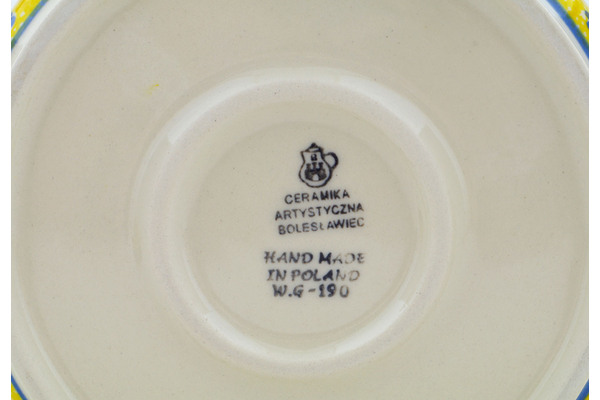 CERAMIKA
ARTYSTYCZNA
BOLESŁAWIEC
HAND MADE
IN POLAND
W.G-190